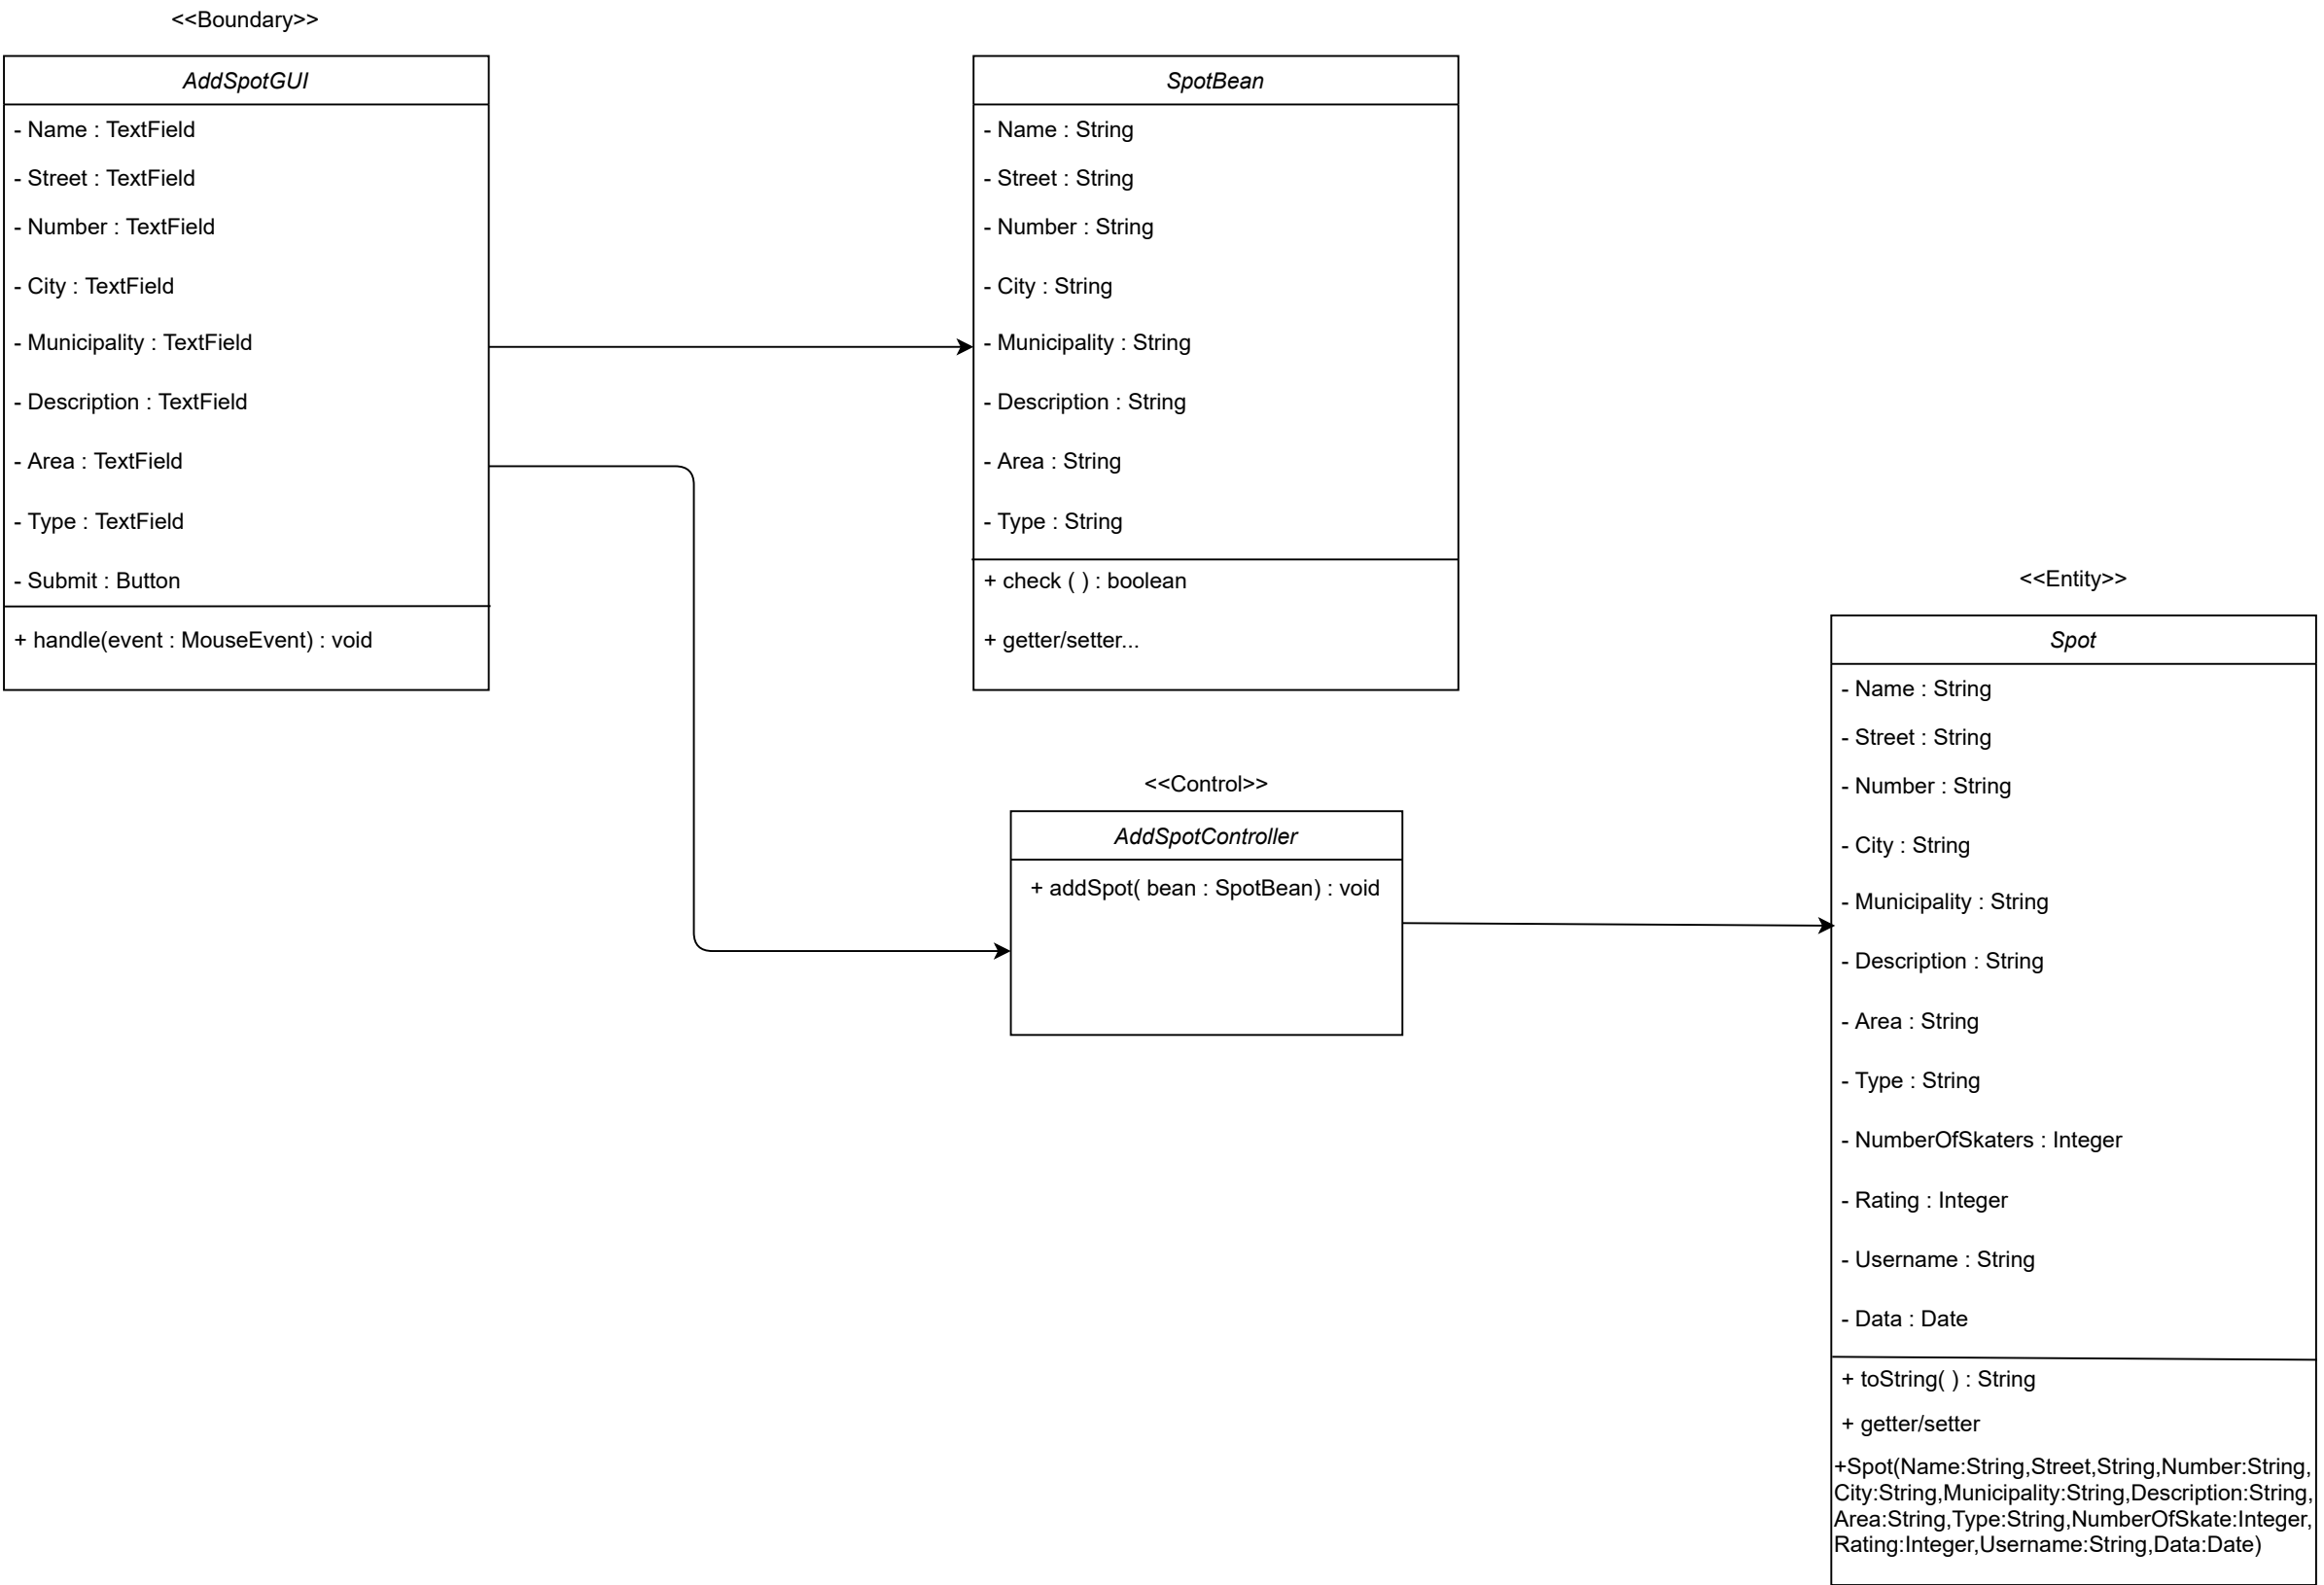 <<Boundary>>
AddSpotGUI
- Name : TextField
- Street : TextField
- Number : TextField
- City : TextField
- Municipality : TextField
- Description : TextField
- Area : TextField
- Type : TextField
- Submit : Button
+ handle(event : MouseEvent) : void
SpotBean
- Name : String
- Street : String
- Number : String
- City : String
- Municipality : String
- Description : String
- Area : String
- Type : String
+ check ( ) : boolean
+ getter/setter...
<<Control>>
AddSpotController
+ addSpot( bean : SpotBean) : void
<<Entity>>
Spot
- Name : String
- Street : String
- Number : String
- City : String
- Municipality : String
- Description : String
- Area : String
- Type : String
- NumberOfSkaters : Integer
- Rating : Integer
- Username : String
- Data : Date
+ toString( ) : String
+ getter/setter
+Spot(Name:String,Street,String,Number:String,
City:String,Municipality:String,Description:String,
Area:String,Type:String,NumberOfSkate:Integer,
Rating:Integer,Username:String,Data:Date)